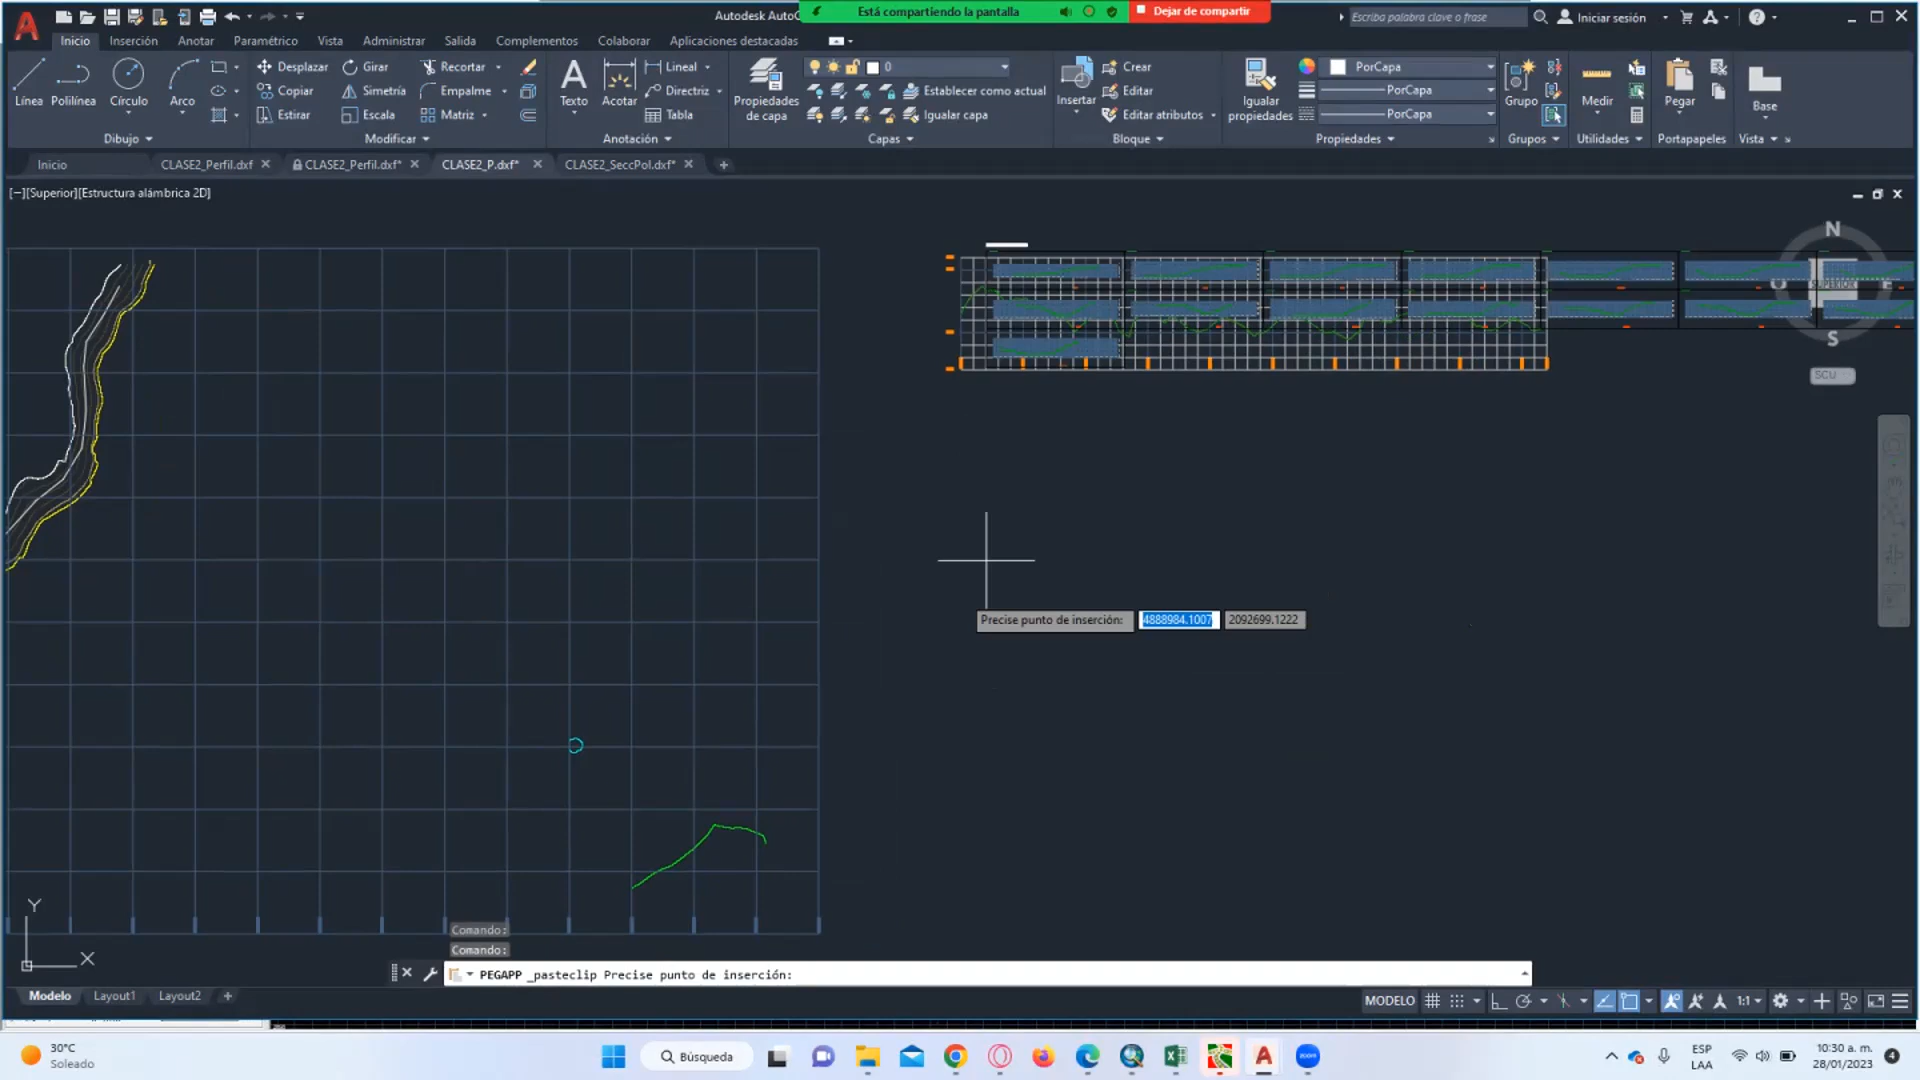 Autodesk AutoC
Está compartiendo la pantalla
Dejar de compartir
Escriba palabra clave o frase
Iniciar sesión
Inicio
Inserción
Anotar
Paramétrico
Vista
Administrar
Salida
Complementos
Colaborar
Aplicaciones destacadas
Línea
Polilínea
Círculo
Arco
Desplazar
Girar
Recortar
Copiar
Simetría
Empalme
Estirar
Escala
Matriz
Texto
Acotar
Lineal
Directriz
Tabla
Propiedades
de capa
0
Establecer como actual
Igualar capa
Insertar
Crear
Editar
Editar atributos
Igualar
propiedades
PorCapa
PorCapa
PorCapa
Grupo
Medir
Pegar
Base
Dibujo
Modificar
Anotación
Capas
Bloque
Propiedades
Grupos
Utilidades
Portapapeles
Vista
Inicio
CLASE2_Perfil.dxf
CLASE2_Perfil.dxf*
CLASE2_P.dxf*
CLASE2_SeccPol.dxf*
[−][Superior][Estructura alámbrica 2D]
N
SUPERIOR
S
SCU
Precise punto de inserción: 4888984.1007 2092699.1222
Y
X
Comando:
Comando:
PEGAPP _pasteclip Precise punto de inserción:
Modelo
Layout1
Layout2
MODELO
1:1
30°C
Soleado
Búsqueda
zoom
ESP
LAA
10:30 a. m.
28/01/2023
4